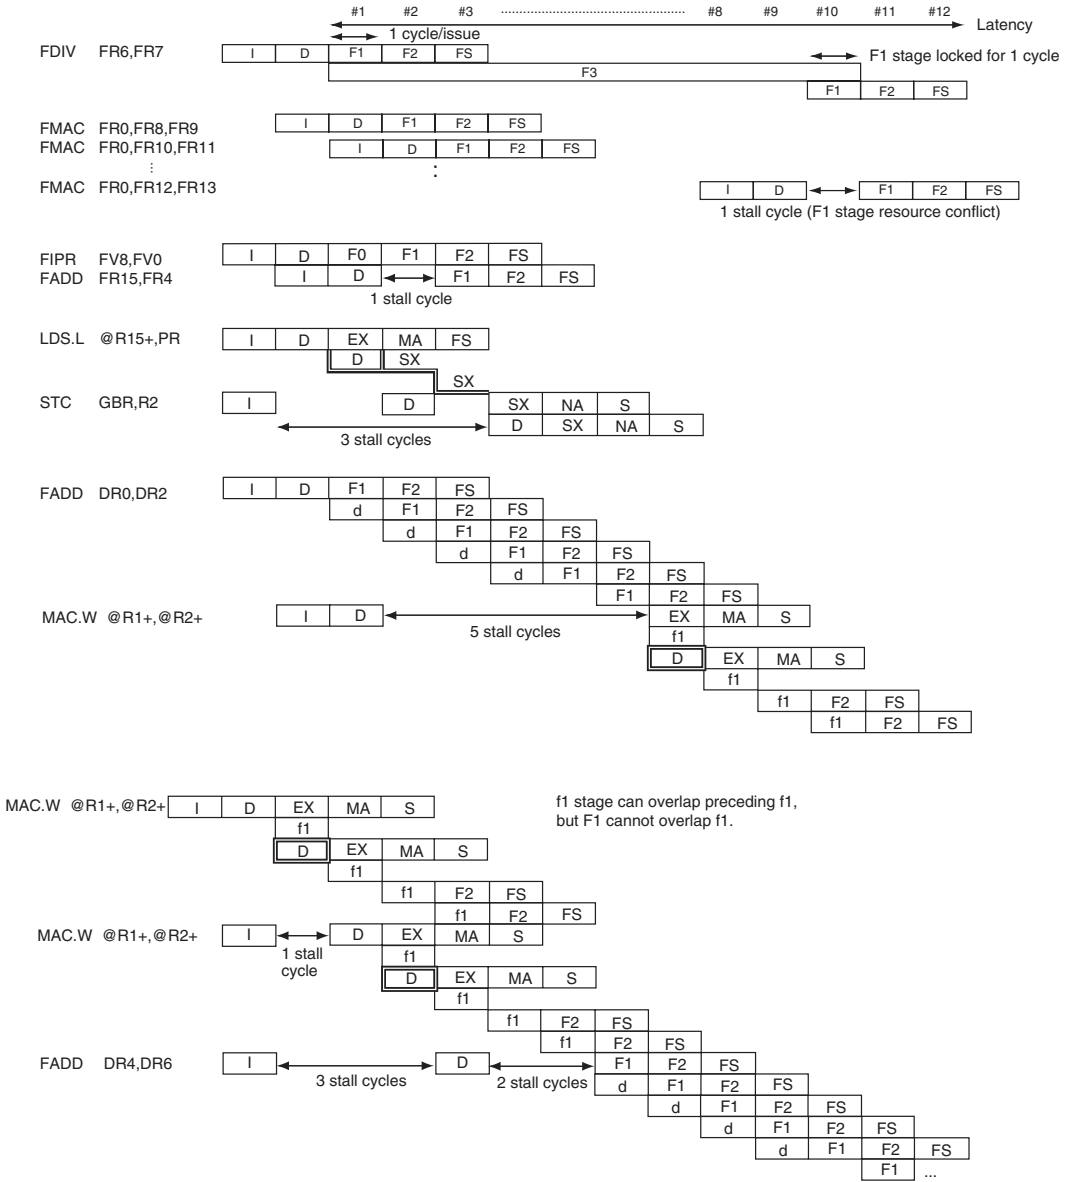 #1 #2 #3 #8 #9 #10 #11 #12
Latency
1 cycle/issue
FDIV FR6,FR7 I D F1 F2 FS
F1 stage locked for 1 cycle
F3
F1 F2 FS
FMAC FR0,FR8,FR9 I D F1 F2 FS
FMAC FR0,FR10,FR11 I D F1 F2 FS
FMAC FR0,FR12,FR13 I D F1 F2 FS
1 stall cycle (F1 stage resource conflict)
FIPR FV8,FV0 I D F0 F1 F2 FS
FADD FR15,FR4 I D F1 F2 FS
1 stall cycle
LDS.L @R15+,PR I D EX MA FS
D SX
SX
STC GBR,R2 I D SX NA S
D SX NA S
3 stall cycles
FADD DR0,DR2 I D F1 F2 FS
d F1 F2 FS
d F1 F2 FS
d F1 F2 FS
d F1 F2 FS
F1 F2 FS
MAC.W @R1+,@R2+ I D EX MA S
5 stall cycles
f1
D EX MA S
f1
f1 F2 FS
f1 F2 FS
MAC.W @R1+,@R2+ I D EX MA S
f1 stage can overlap preceding f1,
but F1 cannot overlap f1.
f1
D EX MA S
f1
f1 F2 FS
f1 F2 FS
MAC.W @R1+,@R2+ I D EX MA S
1 stall
cycle
f1
D EX MA S
f1
f1 F2 FS
f1 F2 FS
FADD DR4,DR6 I D F1 F2 FS
3 stall cycles 2 stall cycles
d F1 F2 FS
d F1 F2 FS
d F1 F2 FS
d F1 F2 FS
F1 ...